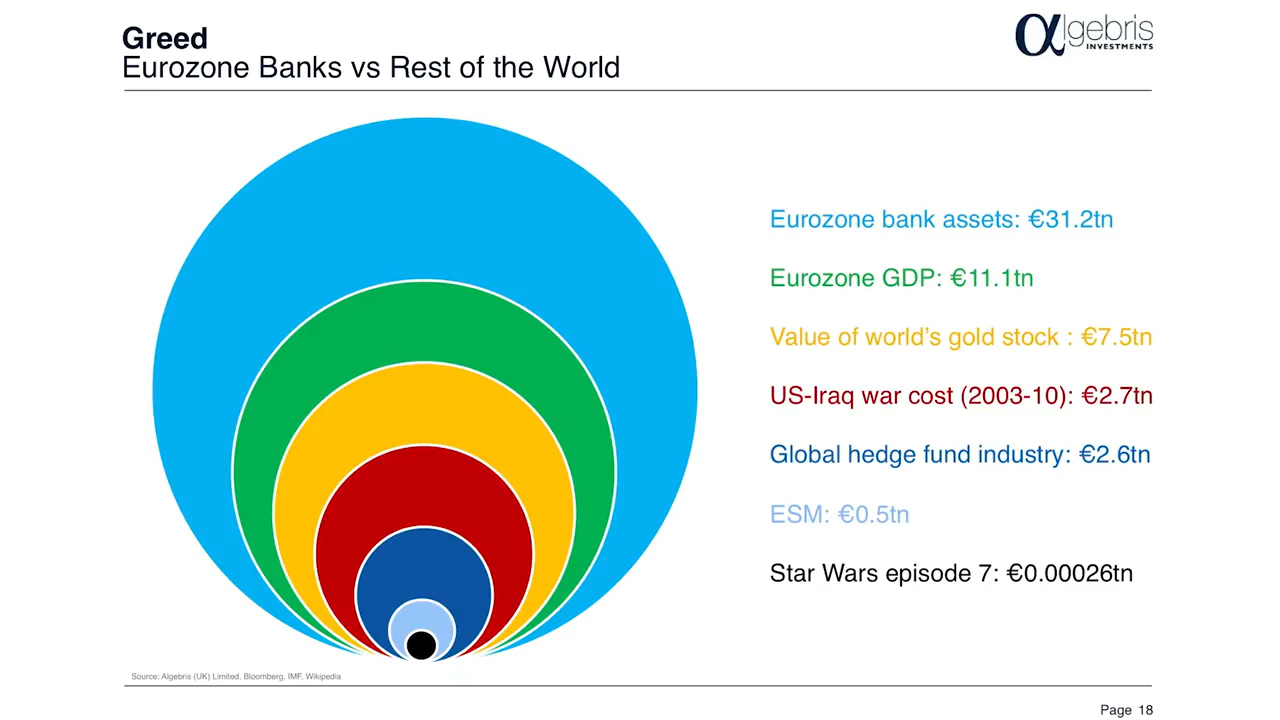 Greed
Eurozone Banks vs Rest of the World
αlgebris
INVESTMENTS
Eurozone bank assets: €31.2tn
Eurozone GDP: €11.1tn
Value of world's gold stock : €7.5tn
US-Iraq war cost (2003-10): €2.7tn
Global hedge fund industry: €2.6tn
ESM: €0.5tn
Star Wars episode 7: €0.00026tn
Source: Algebris (UK) Limited, Bloomberg, IMF, Wikipedia
Page 18